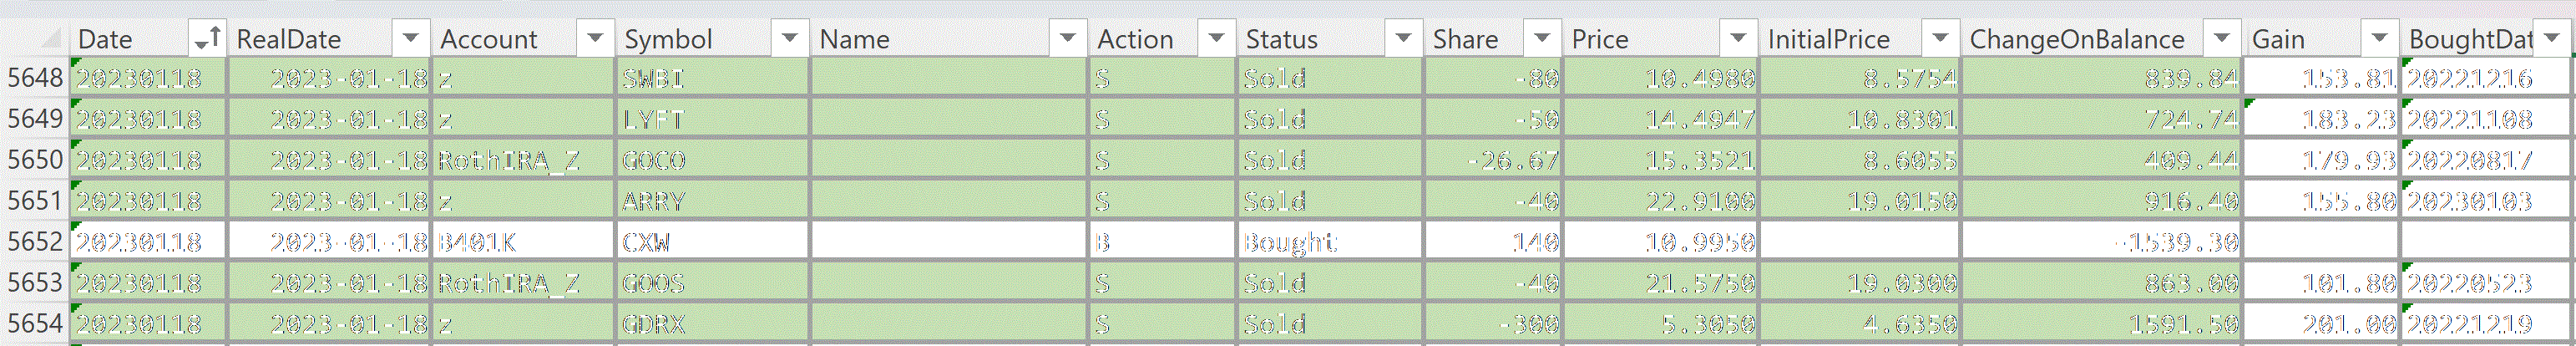 Date RealDate Account Symbol Name Action Status Share Price InitialPrice ChangeOnBalance Gain BoughtDat
5648 20230118 2023-01-18 z SWBI S Sold -80 10.4980 8.5754 839.84 153.81 20221216
5649 20230118 2023-01-18 z LYFT S Sold -50 14.4947 10.8301 724.74 183.23 20221108
5650 20230118 2023-01-18 RothIRA_Z GOCO S Sold -26.67 15.3521 8.6055 409.44 179.93 20220817
5651 20230118 2023-01-18 z ARRY S Sold -40 22.9100 19.0150 916.40 155.80 20230103
5652 20230118 2023-01-18 B401K CXW B Bought 140 10.9950 -1539.30
5653 20230118 2023-01-18 RothIRA_Z GOOS S Sold -40 21.5750 19.0300 863.00 101.80 20220523
5654 20230118 2023-01-18 z GDRX S Sold -300 5.3050 4.6350 1591.50 201.00 20221219